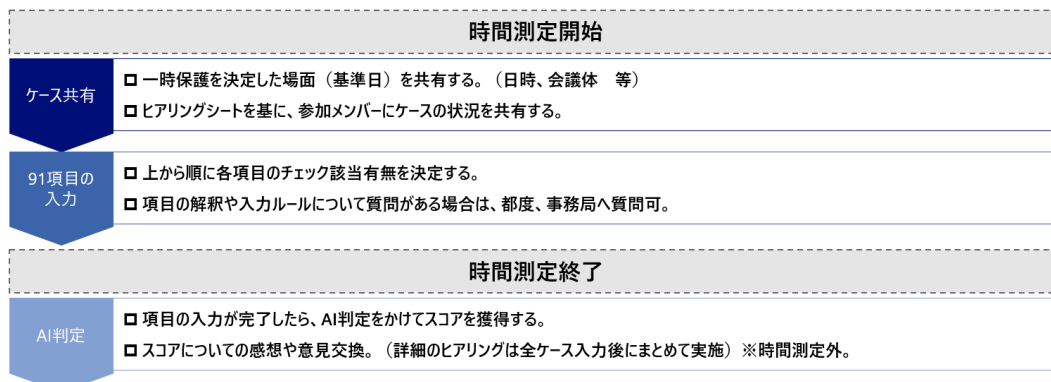 時間測定開始
ケース共有
一時保護を決定した場面（基準日）を共有する。（日時、会議体　等）
ヒアリングシートを基に、参加メンバーにケースの状況を共有する。
91項目の
入力
上から順に各項目のチェック該当有無を決定する。
項目の解釈や入力ルールについて質問がある場合は、都度、事務局へ質問可。
時間測定終了
AI判定
項目の入力が完了したら、AI判定をかけてスコアを獲得する。
スコアについての感想や意見交換。（詳細のヒアリングは全ケース入力後にまとめて実施）※時間測定外。